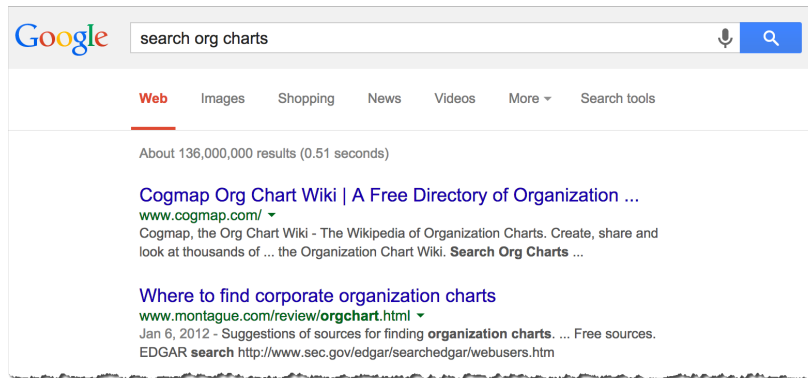 Google search org charts
Web Images Shopping News Videos More Search tools
About 136,000,000 results (0.51 seconds)
Cogmap Org Chart Wiki | A Free Directory of Organization ...
www.cogmap.com/
Cogmap, the Org Chart Wiki - The Wikipedia of Organization Charts. Create, share and
look at thousands of ... the Organization Chart Wiki. Search Org Charts ...
Where to find corporate organization charts
www.montague.com/review/orgchart.html
Jan 6, 2012 - Suggestions of sources for finding organization charts. ... Free sources.
EDGAR search http://www.sec.gov/edgar/searchedgar/webusers.htm